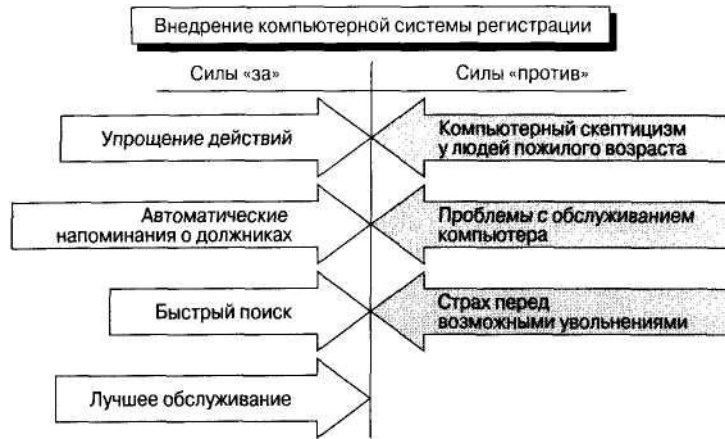 Внедрение компьютерной системы регистрации
Силы «за»
Силы «против»
Упрощение действий
Компьютерный скептицизм
у людей пожилого возраста
Автоматические
напоминания о должниках
Проблемы с обслуживанием
компьютера
Быстрый поиск
Страх перед
возможными увольнениями
Лучшее обслуживание